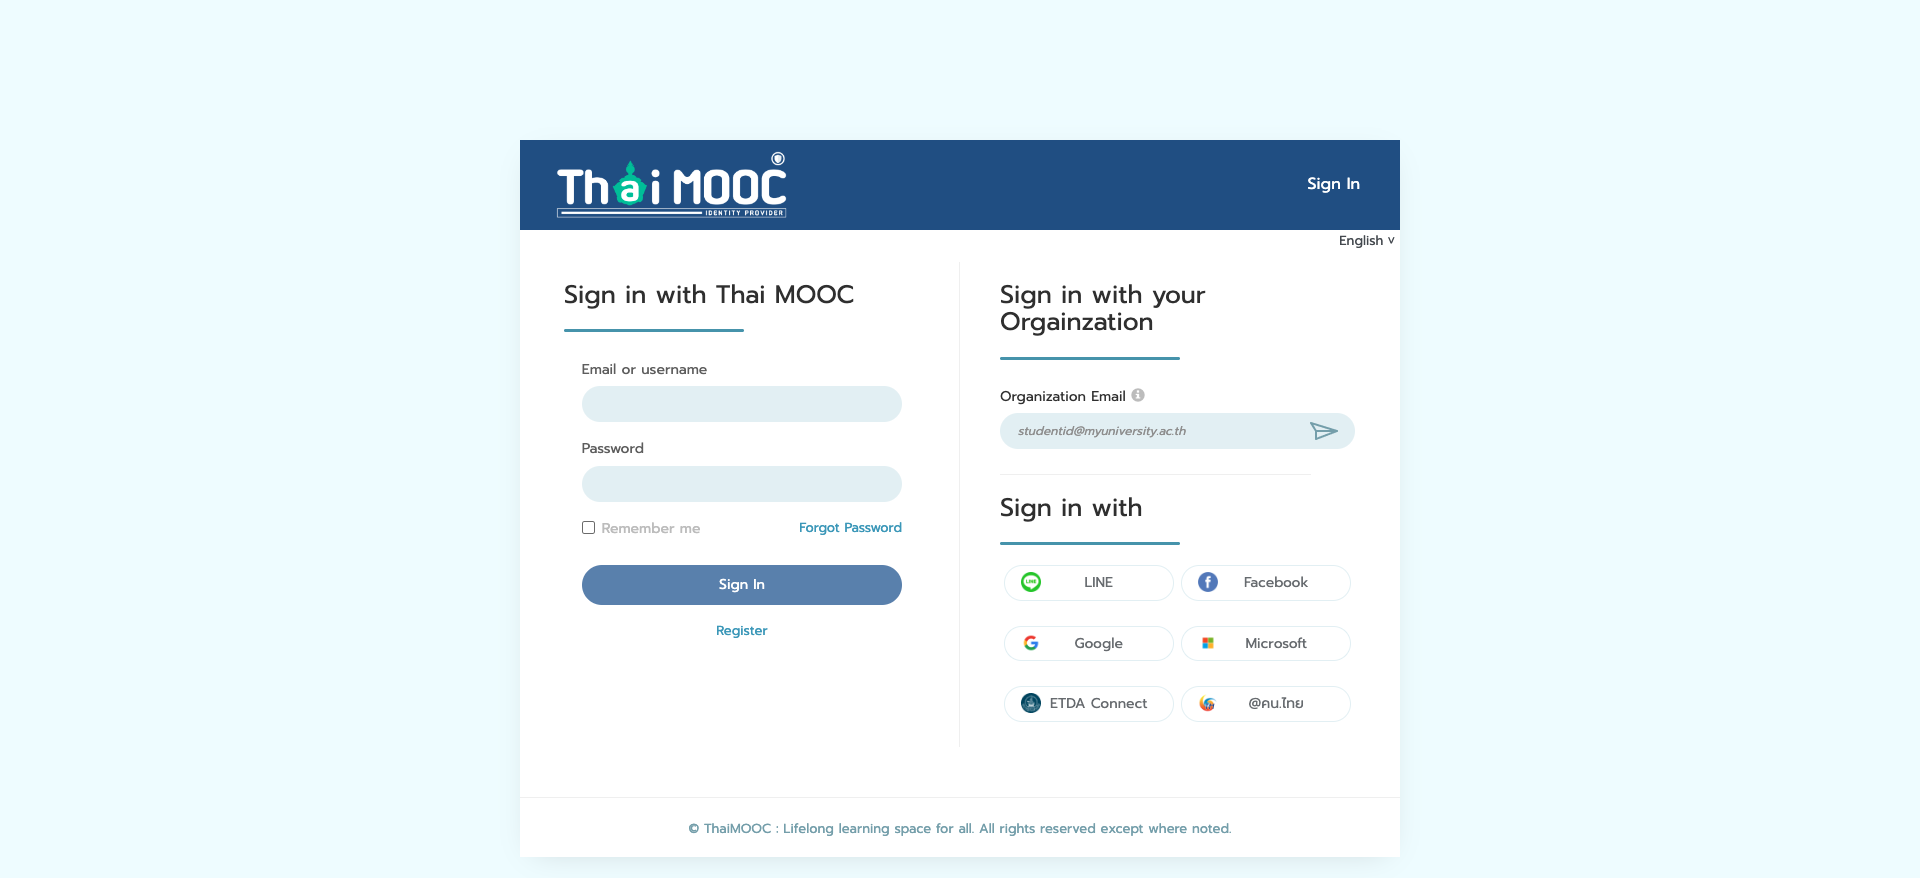 Thai MOOC
IDENTITY PROVIDER
Sign In
English ˅
Sign in with Thai MOOC
Email or username
Password
Remember me
Forgot Password
Sign In
Register
Sign in with your
Orgainzation
Organization Email
studentid@myuniversity.ac.th
Sign in with
LINE
Facebook
Google
Microsoft
ETDA Connect
@คน.ไทย
© ThaiMOOC : Lifelong learning space for all. All rights reserved except where noted.